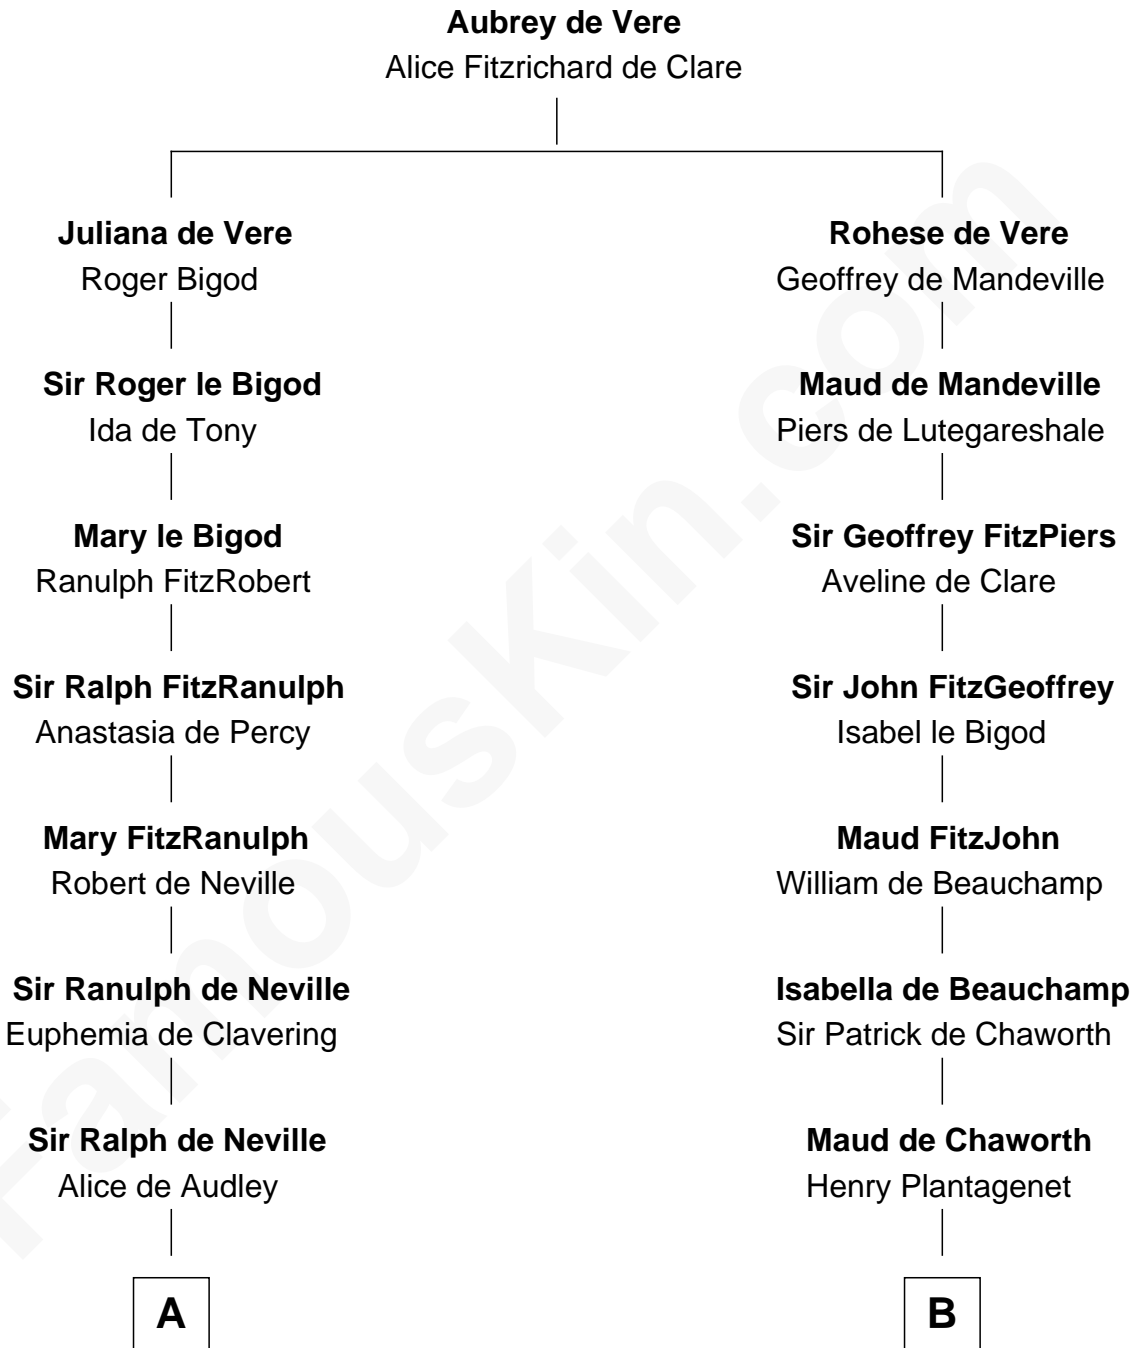 Aubrey de Vere
Alice Fitzrichard de Clare
Juliana de Vere
Roger Bigod
Rohese de Vere
Geoffrey de Mandeville
Sir Roger le Bigod
Ida de Tony
Maud de Mandeville
Piers de Lutegareshale
Mary le Bigod
Ranulph FitzRobert
Sir Geoffrey FitzPiers
Aveline de Clare
Sir Ralph FitzRanulph
Anastasia de Percy
Sir John FitzGeoffrey
Isabel le Bigod
Mary FitzRanulph
Robert de Neville
Maud FitzJohn
William de Beauchamp
Sir Ranulph de Neville
Euphemia de Clavering
Isabella de Beauchamp
Sir Patrick de Chaworth
Sir Ralph de Neville
Alice de Audley
Maud de Chaworth
Henry Plantagenet
A
B
FamousKin.com